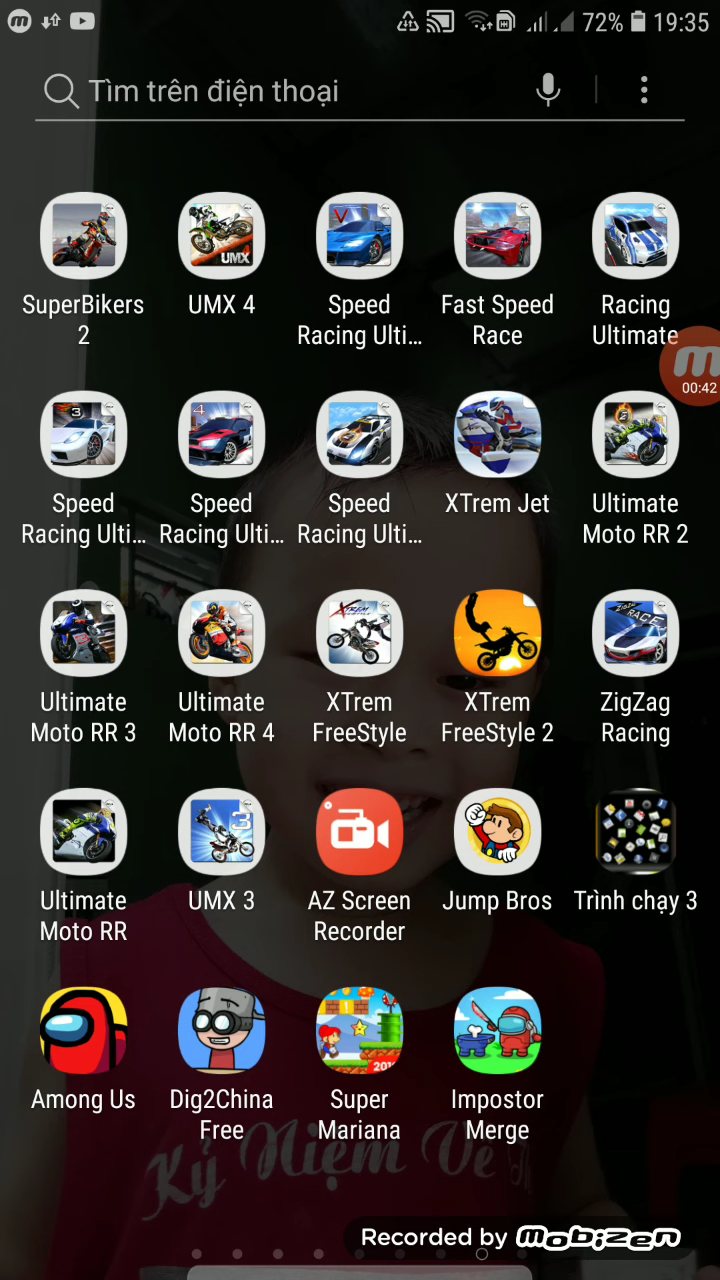 72% 19:35
Tìm trên điện thoại
SuperBikers
2
UMX 4
Speed
Racing Ulti...
Fast Speed
Race
Racing
Ultimate
00:42
Speed
Racing Ulti...
Speed
Racing Ulti...
Speed
Racing Ulti...
XTrem Jet
Ultimate
Moto RR 2
Ultimate
Moto RR 3
Ultimate
Moto RR 4
XTrem
FreeStyle
XTrem
FreeStyle 2
ZigZag
Racing
Ultimate
Moto RR
UMX 3
AZ Screen
Recorder
Jump Bros
Trình chạy 3
Among Us
Dig2China
Free
Super
Mariana
Impostor
Merge
Kỷ Niệm Về
Recorded by mobizen